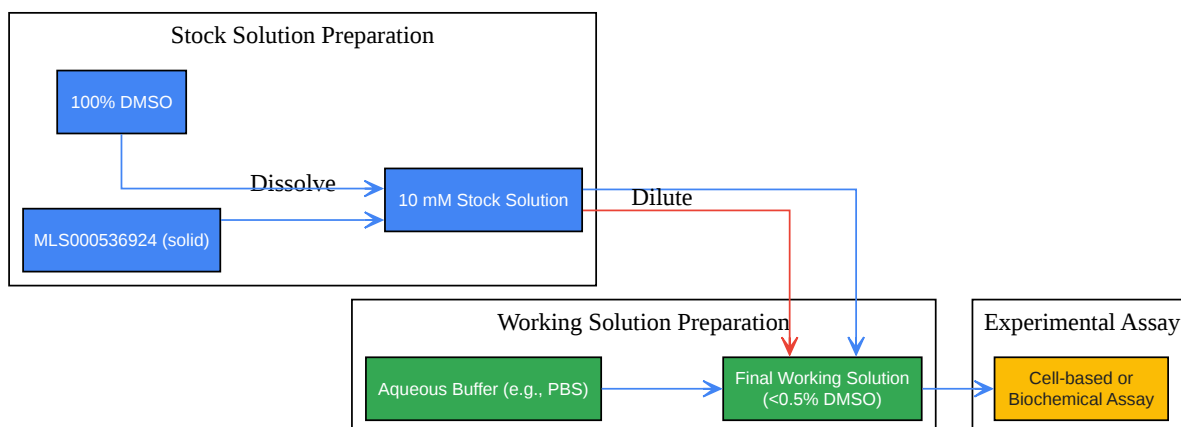 Stock Solution Preparation
100% DMSO
Dissolve
10 mM Stock Solution
Dilute
MLS000536924 (solid)
Working Solution Preparation
Experimental Assay
Aqueous Buffer (e.g., PBS)
Final Working Solution
(<0.5% DMSO)
Cell-based or
Biochemical Assay